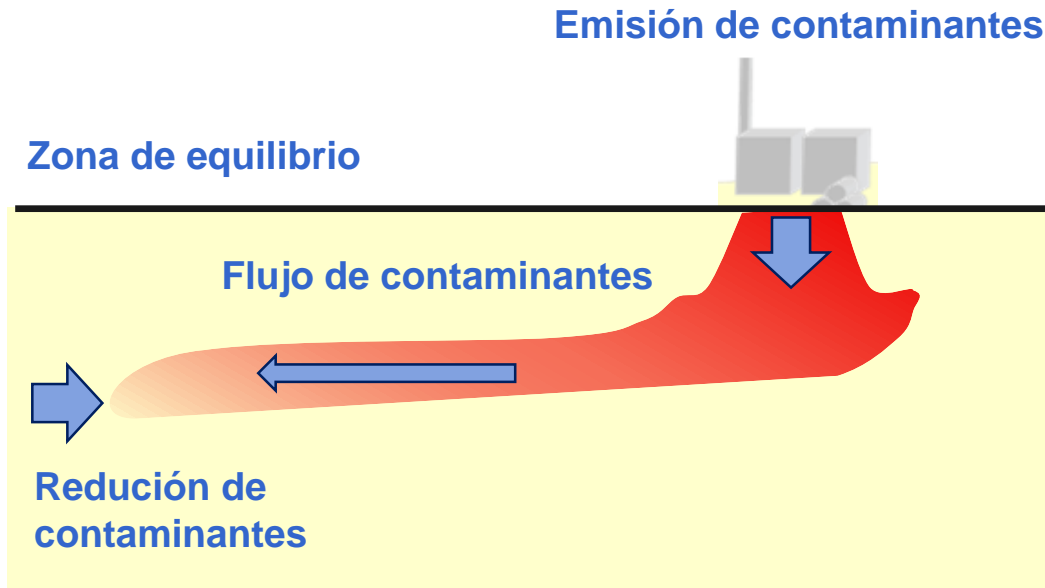 Emisión de contaminantes
Zona de equilibrio
Flujo de contaminantes
Redución de
contaminantes